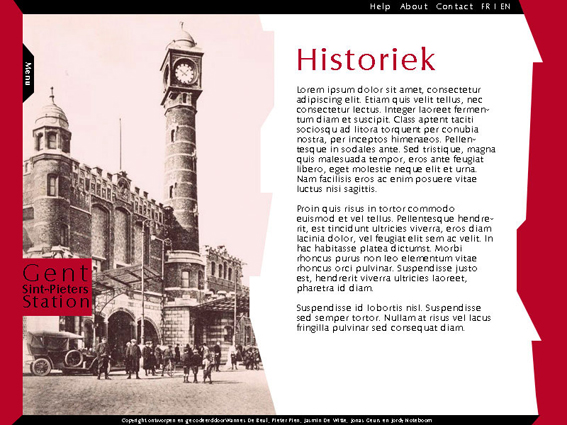 Help About Contact FR I EN
Menu
Gent
Sint-Pieters
Station
Historiek
Lorem ipsum dolor sit amet, consectetur
adipiscing elit. Etiam quis velit tellus, nec
consectetur lectus. Integer laoreet fermen-
tum diam et suscipit. Class aptent taciti
sociosqu ad litora torquent per conubia
nostra, per inceptos himenaeos. Pellen-
tesque in sodales ante. Sed tristique, magna
quis malesuada tempor, eros ante feugiat
libero, eget molestie neque elit et urna.
Nam facilisis eros ac enim posuere vitae
luctus nisi sagittis.
Proin quis risus in tortor commodo
euismod et vel tellus. Pellentesque hendre-
rit, est tincidunt ultricies viverra, eros diam
lacinia dolor, vel feugiat elit sem ac velit. In
hac habitasse platea dictumst. Morbi
rhoncus purus non leo elementum vitae
rhoncus orci pulvinar. Suspendisse justo
est, hendrerit viverra ultricies laoreet,
pharetra id diam.
Suspendisse id lobortis nisl. Suspendisse
sed semper tortor. Nullam at risus vel lacus
fringilla pulvinar sed consequat diam.
Copyright ontworpen en gecodeerd door Wannes De Beul, Pieter Pien, Jasmin De Witte, Jonas Geurs en Jordy Noteboom